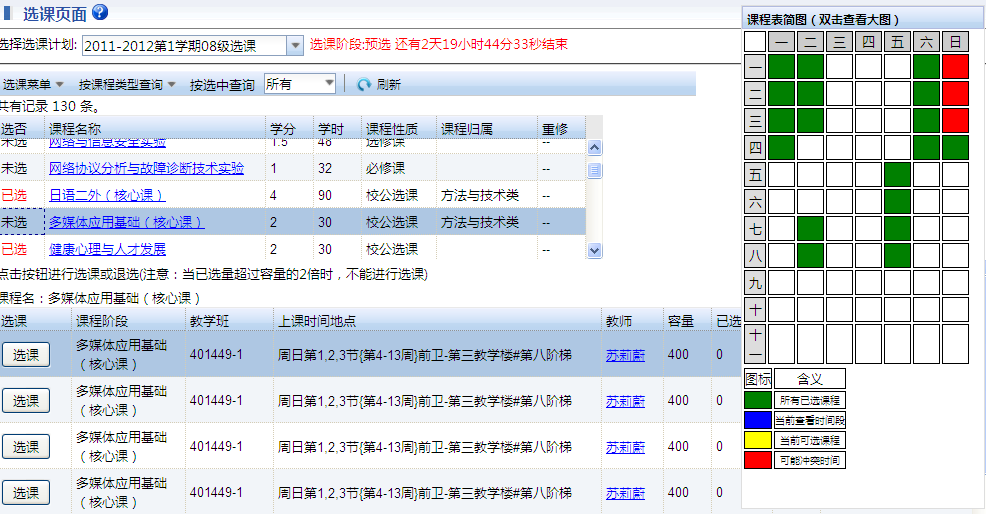 选课页面
选择选课计划: 2011-2012第1学期08级选课 选课阶段:预选 还有2天19小时44分33秒结束
选课菜单 按课程类型查询 按选中查询 所有 刷新
共有记录 130 条。
选否 课程名称 学分 学时 课程性质 课程归属 重修
未选 网络与信息安全实验 1.5 48 选修课 --
未选 网络协议分析与故障诊断技术实验 1 32 必修课 --
已选 日语二外（核心课） 4 90 校公选课 方法与技术类 --
未选 多媒体应用基础（核心课） 2 30 校公选课 方法与技术类 --
已选 健康心理与人才发展 2 30 校公选课 --
点击按钮进行选课或退选(注意：当已选量超过容量的2倍时，不能进行选课)
课程名：多媒体应用基础（核心课）
选课 课程阶段 教学班 上课时间地点 教师 容量 已选
选课 多媒体应用基础（核心课） 401449-1 周日第1,2,3节{第4-13周}前卫-第三教学楼#第八阶梯 苏莉蔚 400 0
选课 多媒体应用基础（核心课） 401449-1 周日第1,2,3节{第4-13周}前卫-第三教学楼#第八阶梯 苏莉蔚 400 0
选课 多媒体应用基础（核心课） 401449-1 周日第1,2,3节{第4-13周}前卫-第三教学楼#第八阶梯 苏莉蔚 400 0
选课 多媒体应用基础（核心课） 401449-1 周日第1,2,3节{第4-13周}前卫-第三教学楼#第八阶梯 苏莉蔚 400 0
课程表简图（双击查看大图）
一 二 三 四 五 六 日
一
二
三
四
五
六
七
八
九
十
十一
图标 含义
所有已选课程
当前查看时间段
当前可选课程
可能冲突时间